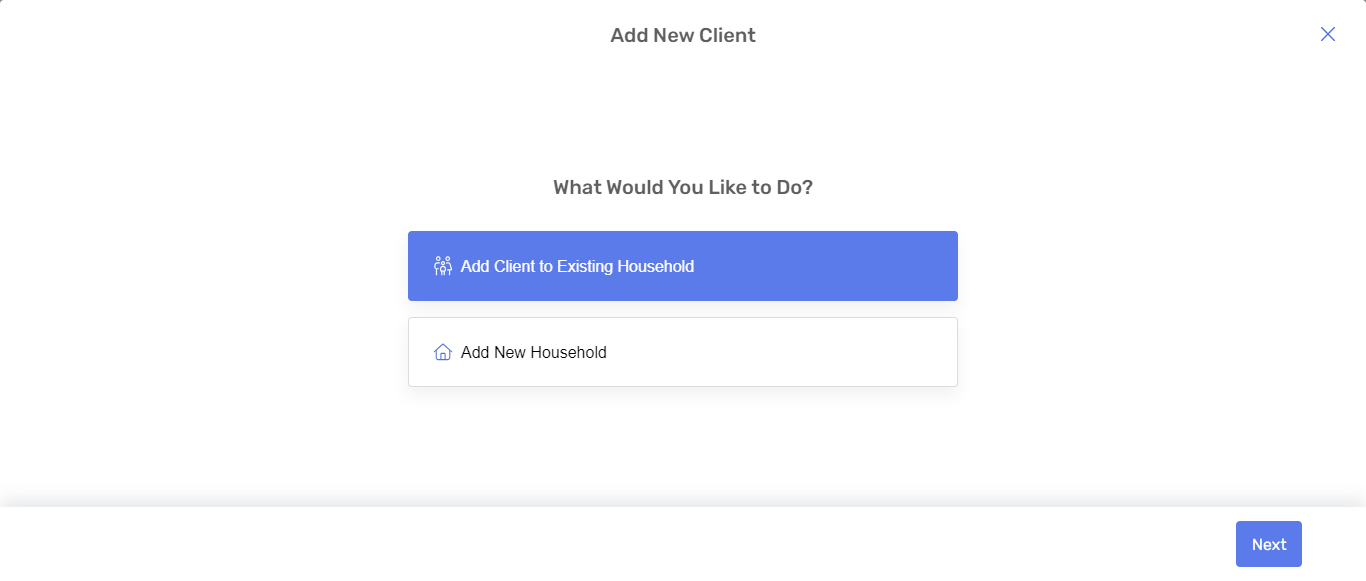 Add New Client
What Would You Like to Do?
Add Client to Existing Household
Add New Household
Next